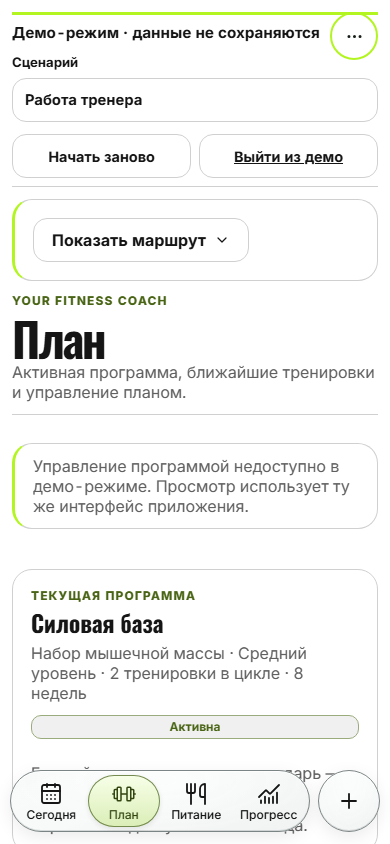 Демо-режим · данные не сохраняются
...
Сценарий
Работа тренера
Начать заново
Выйти из демо
Показать маршрут
YOUR FITNESS COACH
План
Активная программа, ближайшие тренировки
и управление планом.
Управление программой недоступно в
демо-режиме. Просмотр использует ту
же интерфейс приложения.
ТЕКУЩАЯ ПРОГРАММА
Силовая база
Набор мышечной массы · Средний
уровень · 2 тренировки в цикле · 8
недель
Активна
Сегодня
План
Питание
Прогресс
+